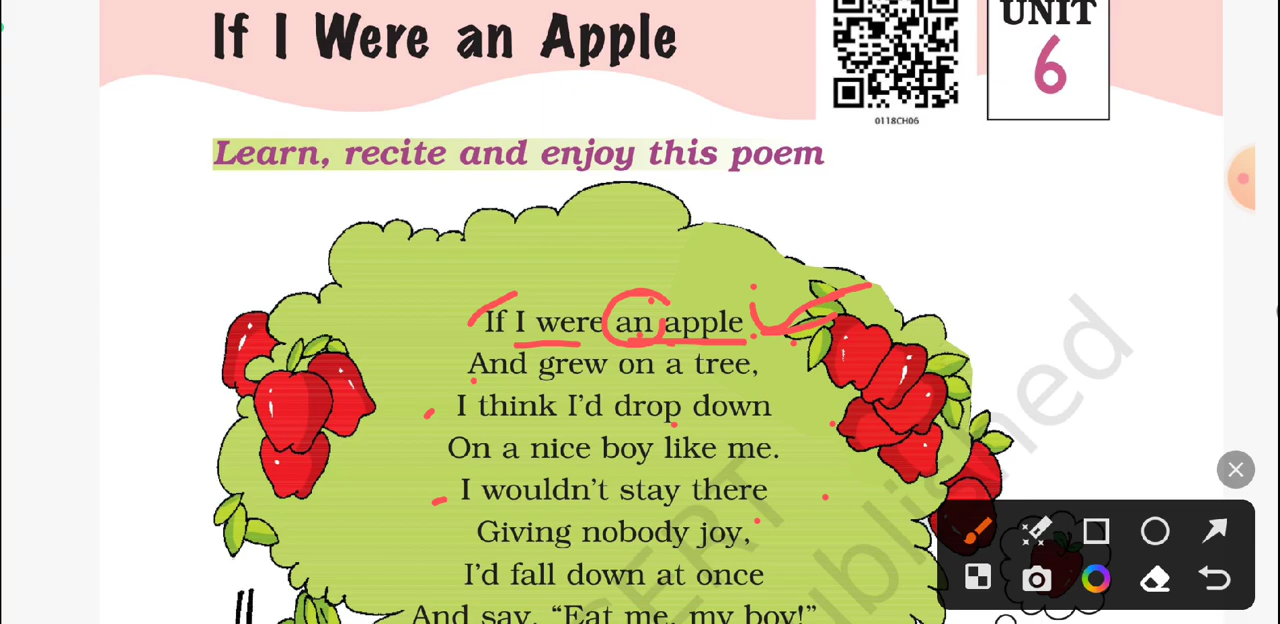 If I Were an Apple
UNIT
6
0118CH06
Learn, recite and enjoy this poem
If I were an apple
And grew on a tree,
I think I'd drop down
On a nice boy like me.
I wouldn't stay there
Giving nobody joy,
I'd fall down at once
And say, “Eat me, my boy!”